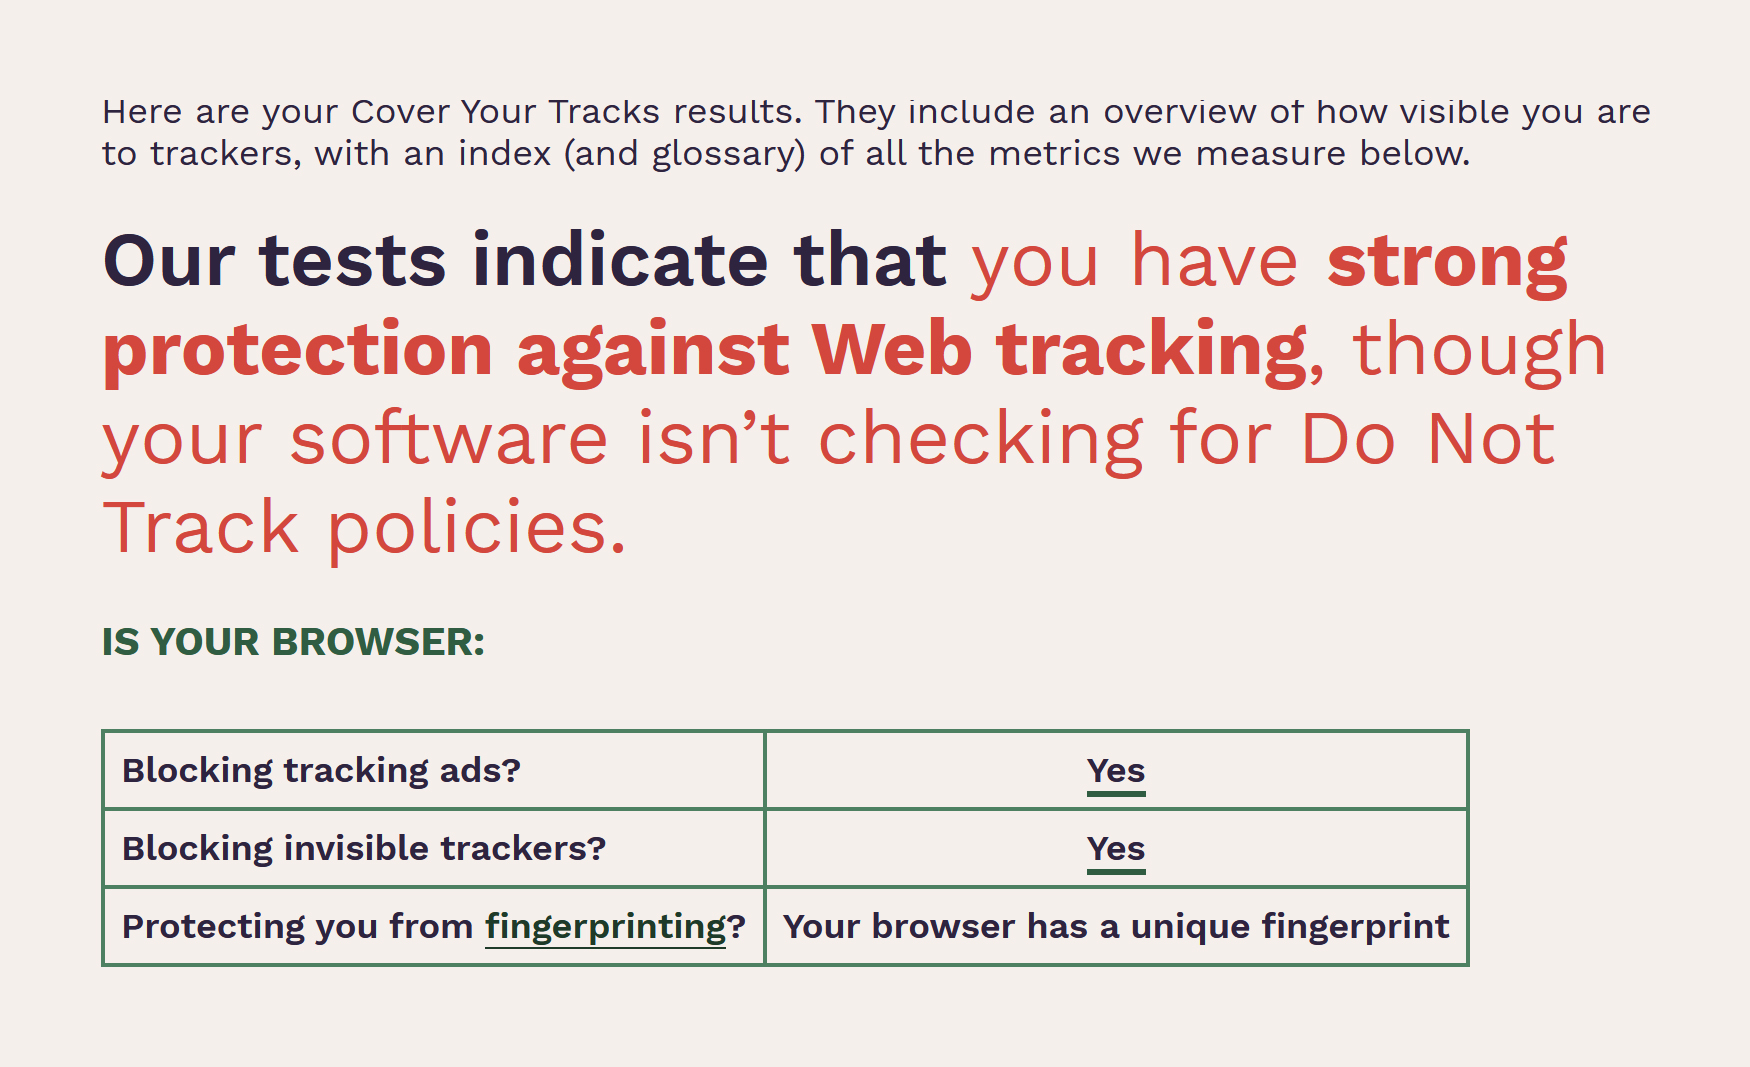 Here are your Cover Your Tracks results. They include an overview of how visible you are
to trackers, with an index (and glossary) of all the metrics we measure below.
Our tests indicate that you have strong
protection against Web tracking, though
your software isn’t checking for Do Not
Track policies.
IS YOUR BROWSER:
Blocking tracking ads? Yes
Blocking invisible trackers? Yes
Protecting you from fingerprinting? Your browser has a unique fingerprint